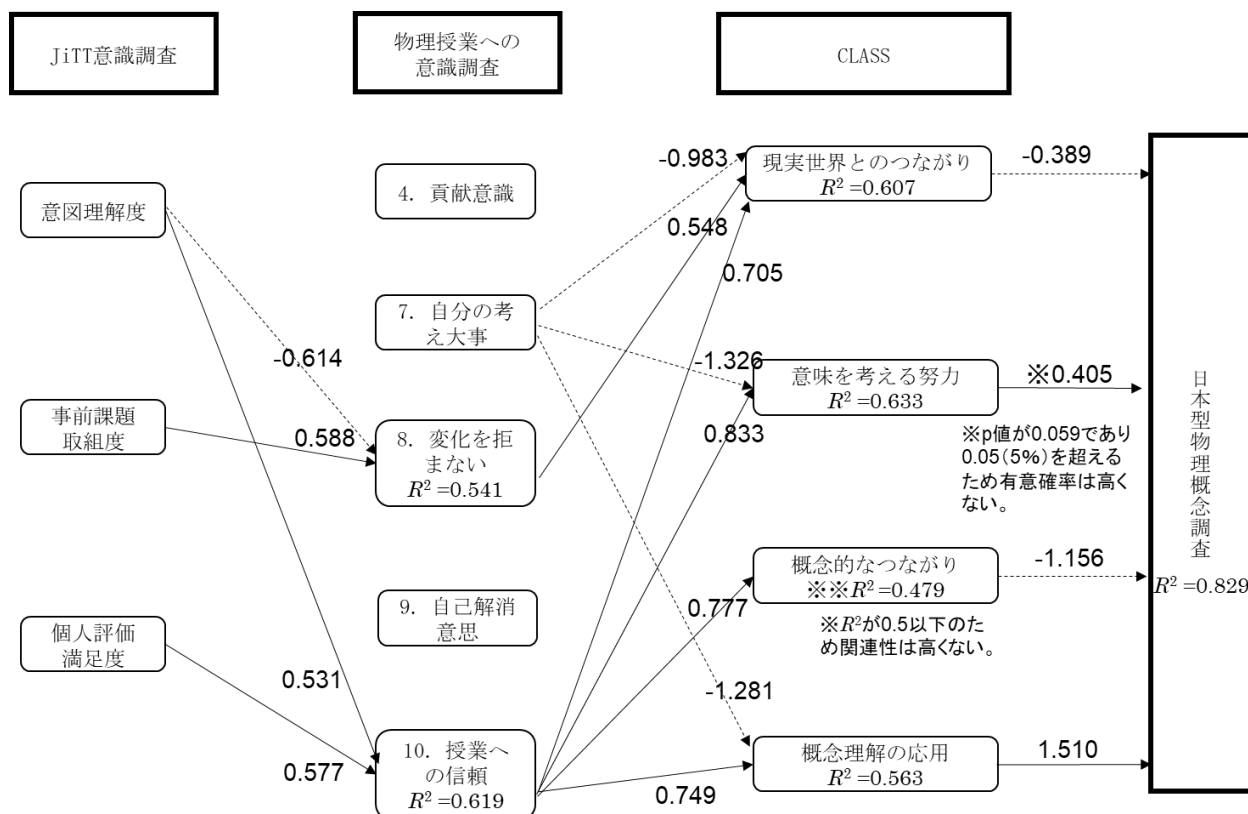 JiTT意識調査
物理授業への
意識調査
CLASS
意図理解度
事前課題
取組度
個人評価
満足度
-0.614
0.588
0.531
0.577
4. 貢献意識
7. 自分の考
え大事
8. 変化を拒
まない
R²=0.541
9. 自己解消
意思
10. 授業へ
の信頼
R²=0.619
-0.983
0.548
0.705
-1.326
0.833
0.777
-1.281
0.749
現実世界とのつながり
R²=0.607
意味を考える努力
R²=0.633
概念的なつながり
※※R²=0.479
※R²が0.5以下のた
め関連性は高くない。
概念理解の応用
R²=0.563
-0.389
※0.405
※p値が0.059であり
0.05(5%)を超える
ため有意確率は高く
ない。
-1.156
1.510
日本型物理概念調査
R²=0.829